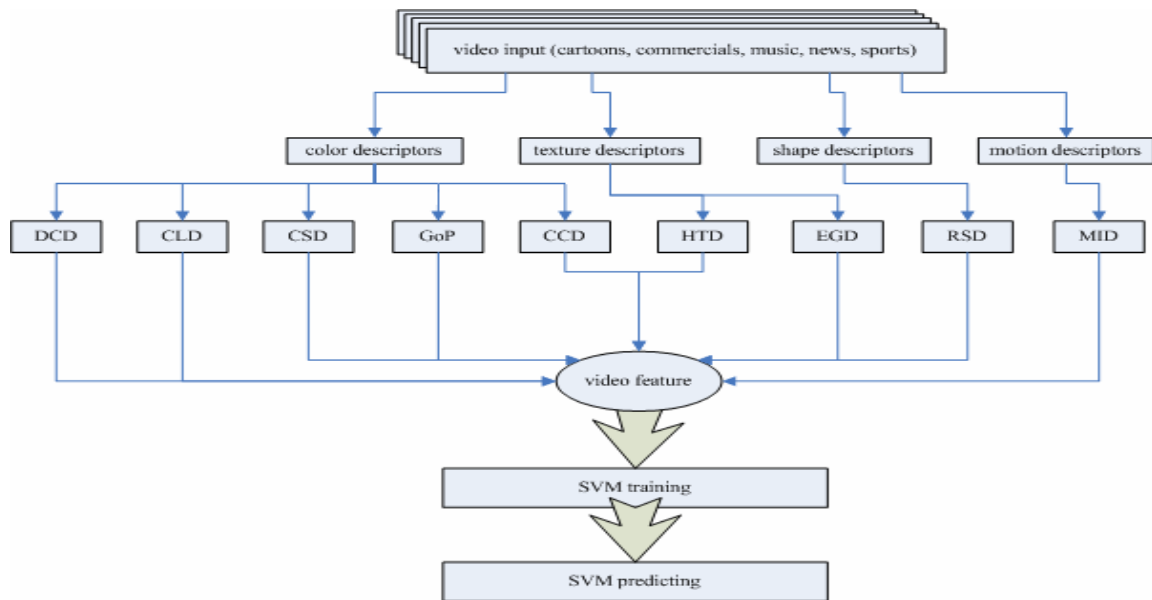 video input (cartoons, commercials, music, news, sports)
color descriptors
texture descriptors
shape descriptors
motion descriptors
DCD
CLD
CSD
GoP
CCD
HTD
EGD
RSD
MID
video feature
SVM training
SVM predicting